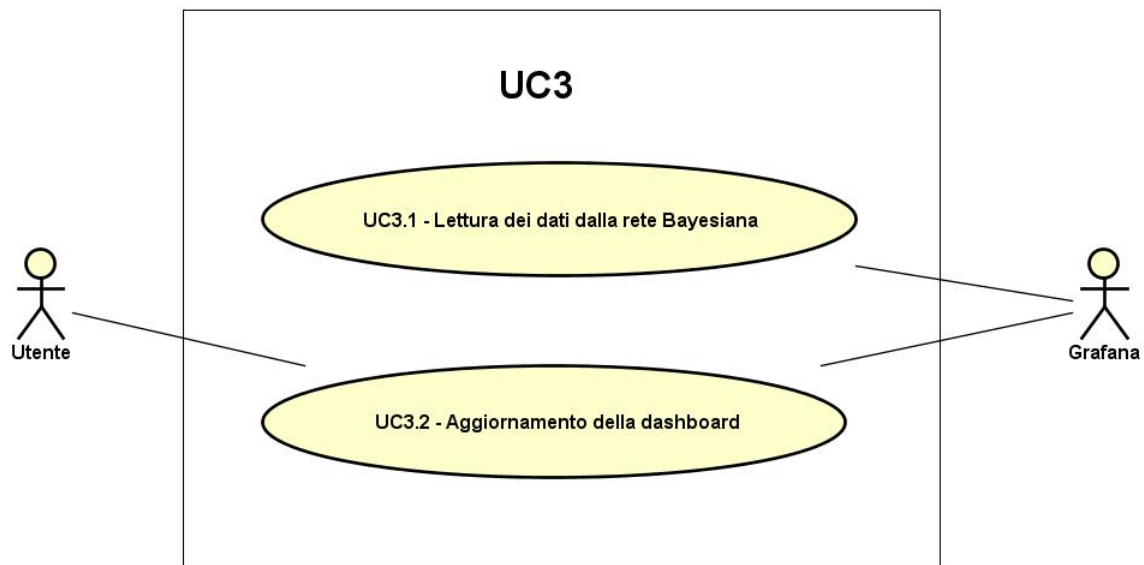 UC3
UC3.1 - Lettura dei dati dalla rete Bayesiana
Utente
Grafana
UC3.2 - Aggiornamento della dashboard